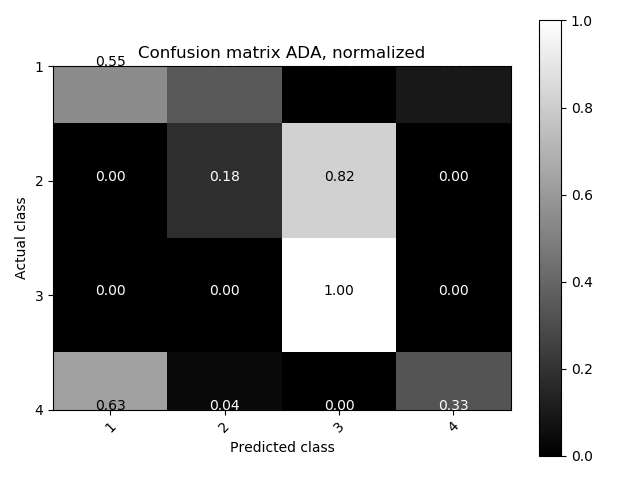 Confusion matrix ADA, normalized
0.55
0.00 0.18 0.82 0.00
0.00 0.00 1.00 0.00
0.63 0.04 0.00 0.33
1
2
3
4
Actual class
1 2 3 4
Predicted class
1.0
0.8
0.6
0.4
0.2
0.0